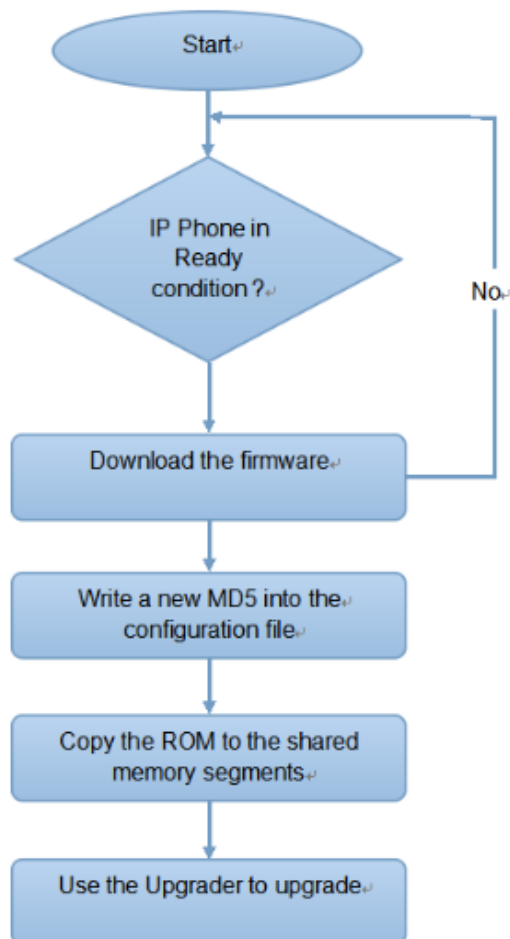 Start
IP Phone in
Ready
condition?
No
Download the firmware
Write a new MD5 into the
configuration file
Copy the ROM to the shared
memory segments
Use the Upgrader to upgrade